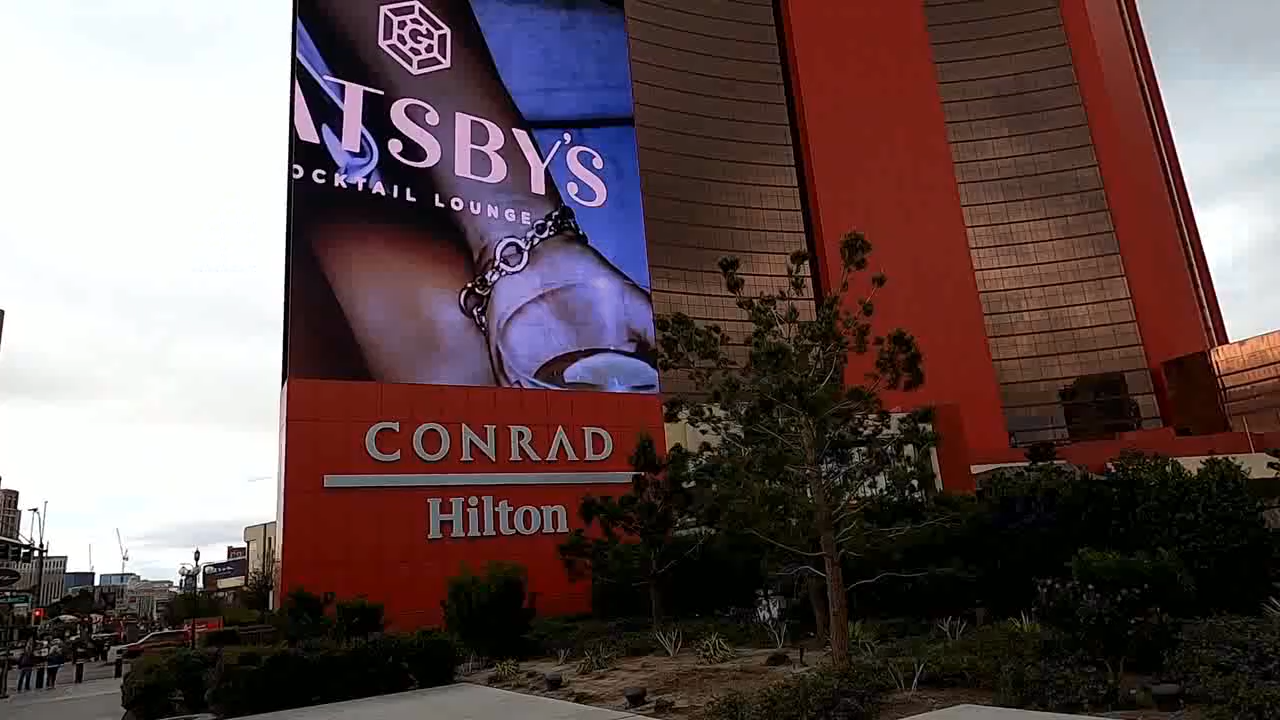 G
ATSBY'S
OCKTAIL LOUNGE
CONRAD
Hilton